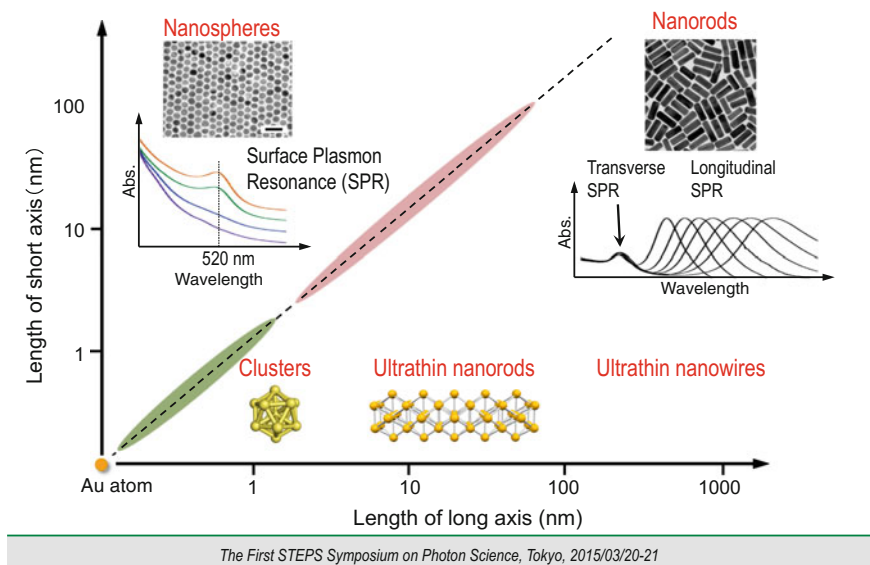 Nanospheres
Nanorods
Length of short axis (nm)
100
10
1
Abs.
Surface Plasmon
Resonance (SPR)
520 nm
Wavelength
Transverse
SPR
Longitudinal
SPR
Abs.
Wavelength
Clusters
Ultrathin nanorods
Ultrathin nanowires
Au atom
1
10
100
1000
Length of long axis (nm)
The First STEPS Symposium on Photon Science, Tokyo, 2015/03/20-21